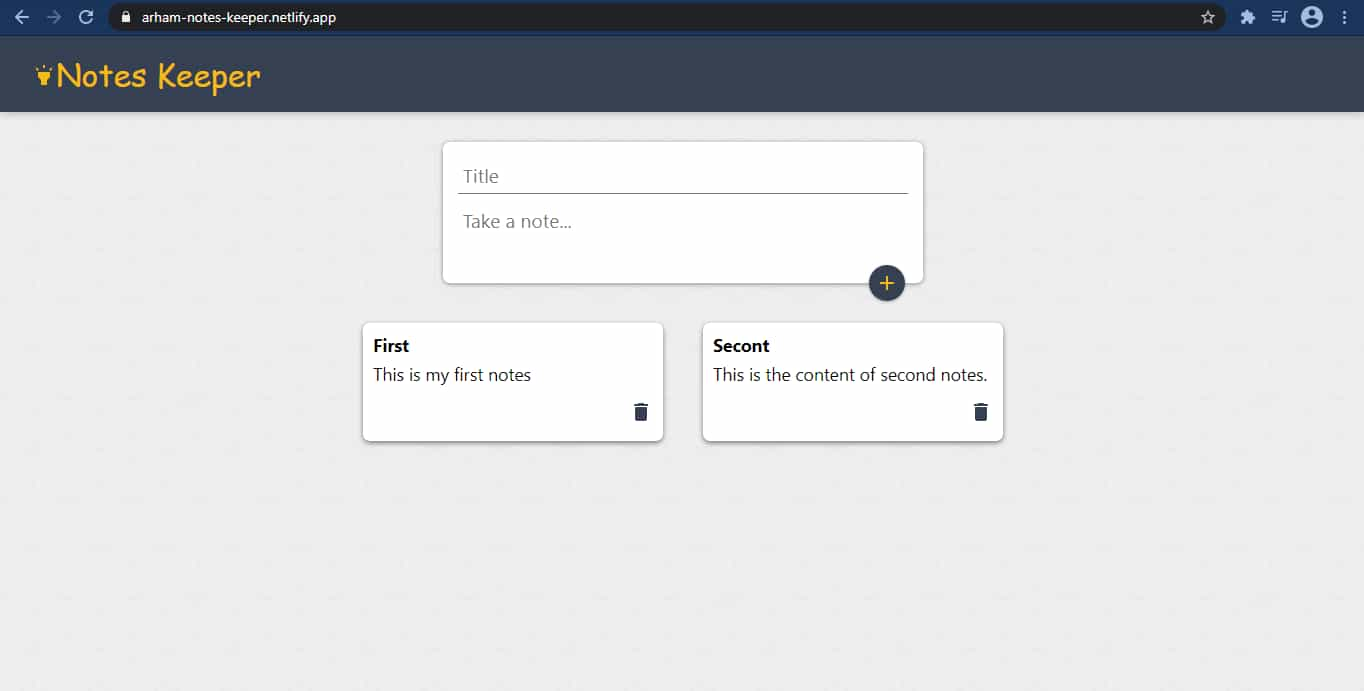 arham-notes-keeper.netlify.app
Notes Keeper
Title
Take a note...
First
This is my first notes
Secont
This is the content of second notes.